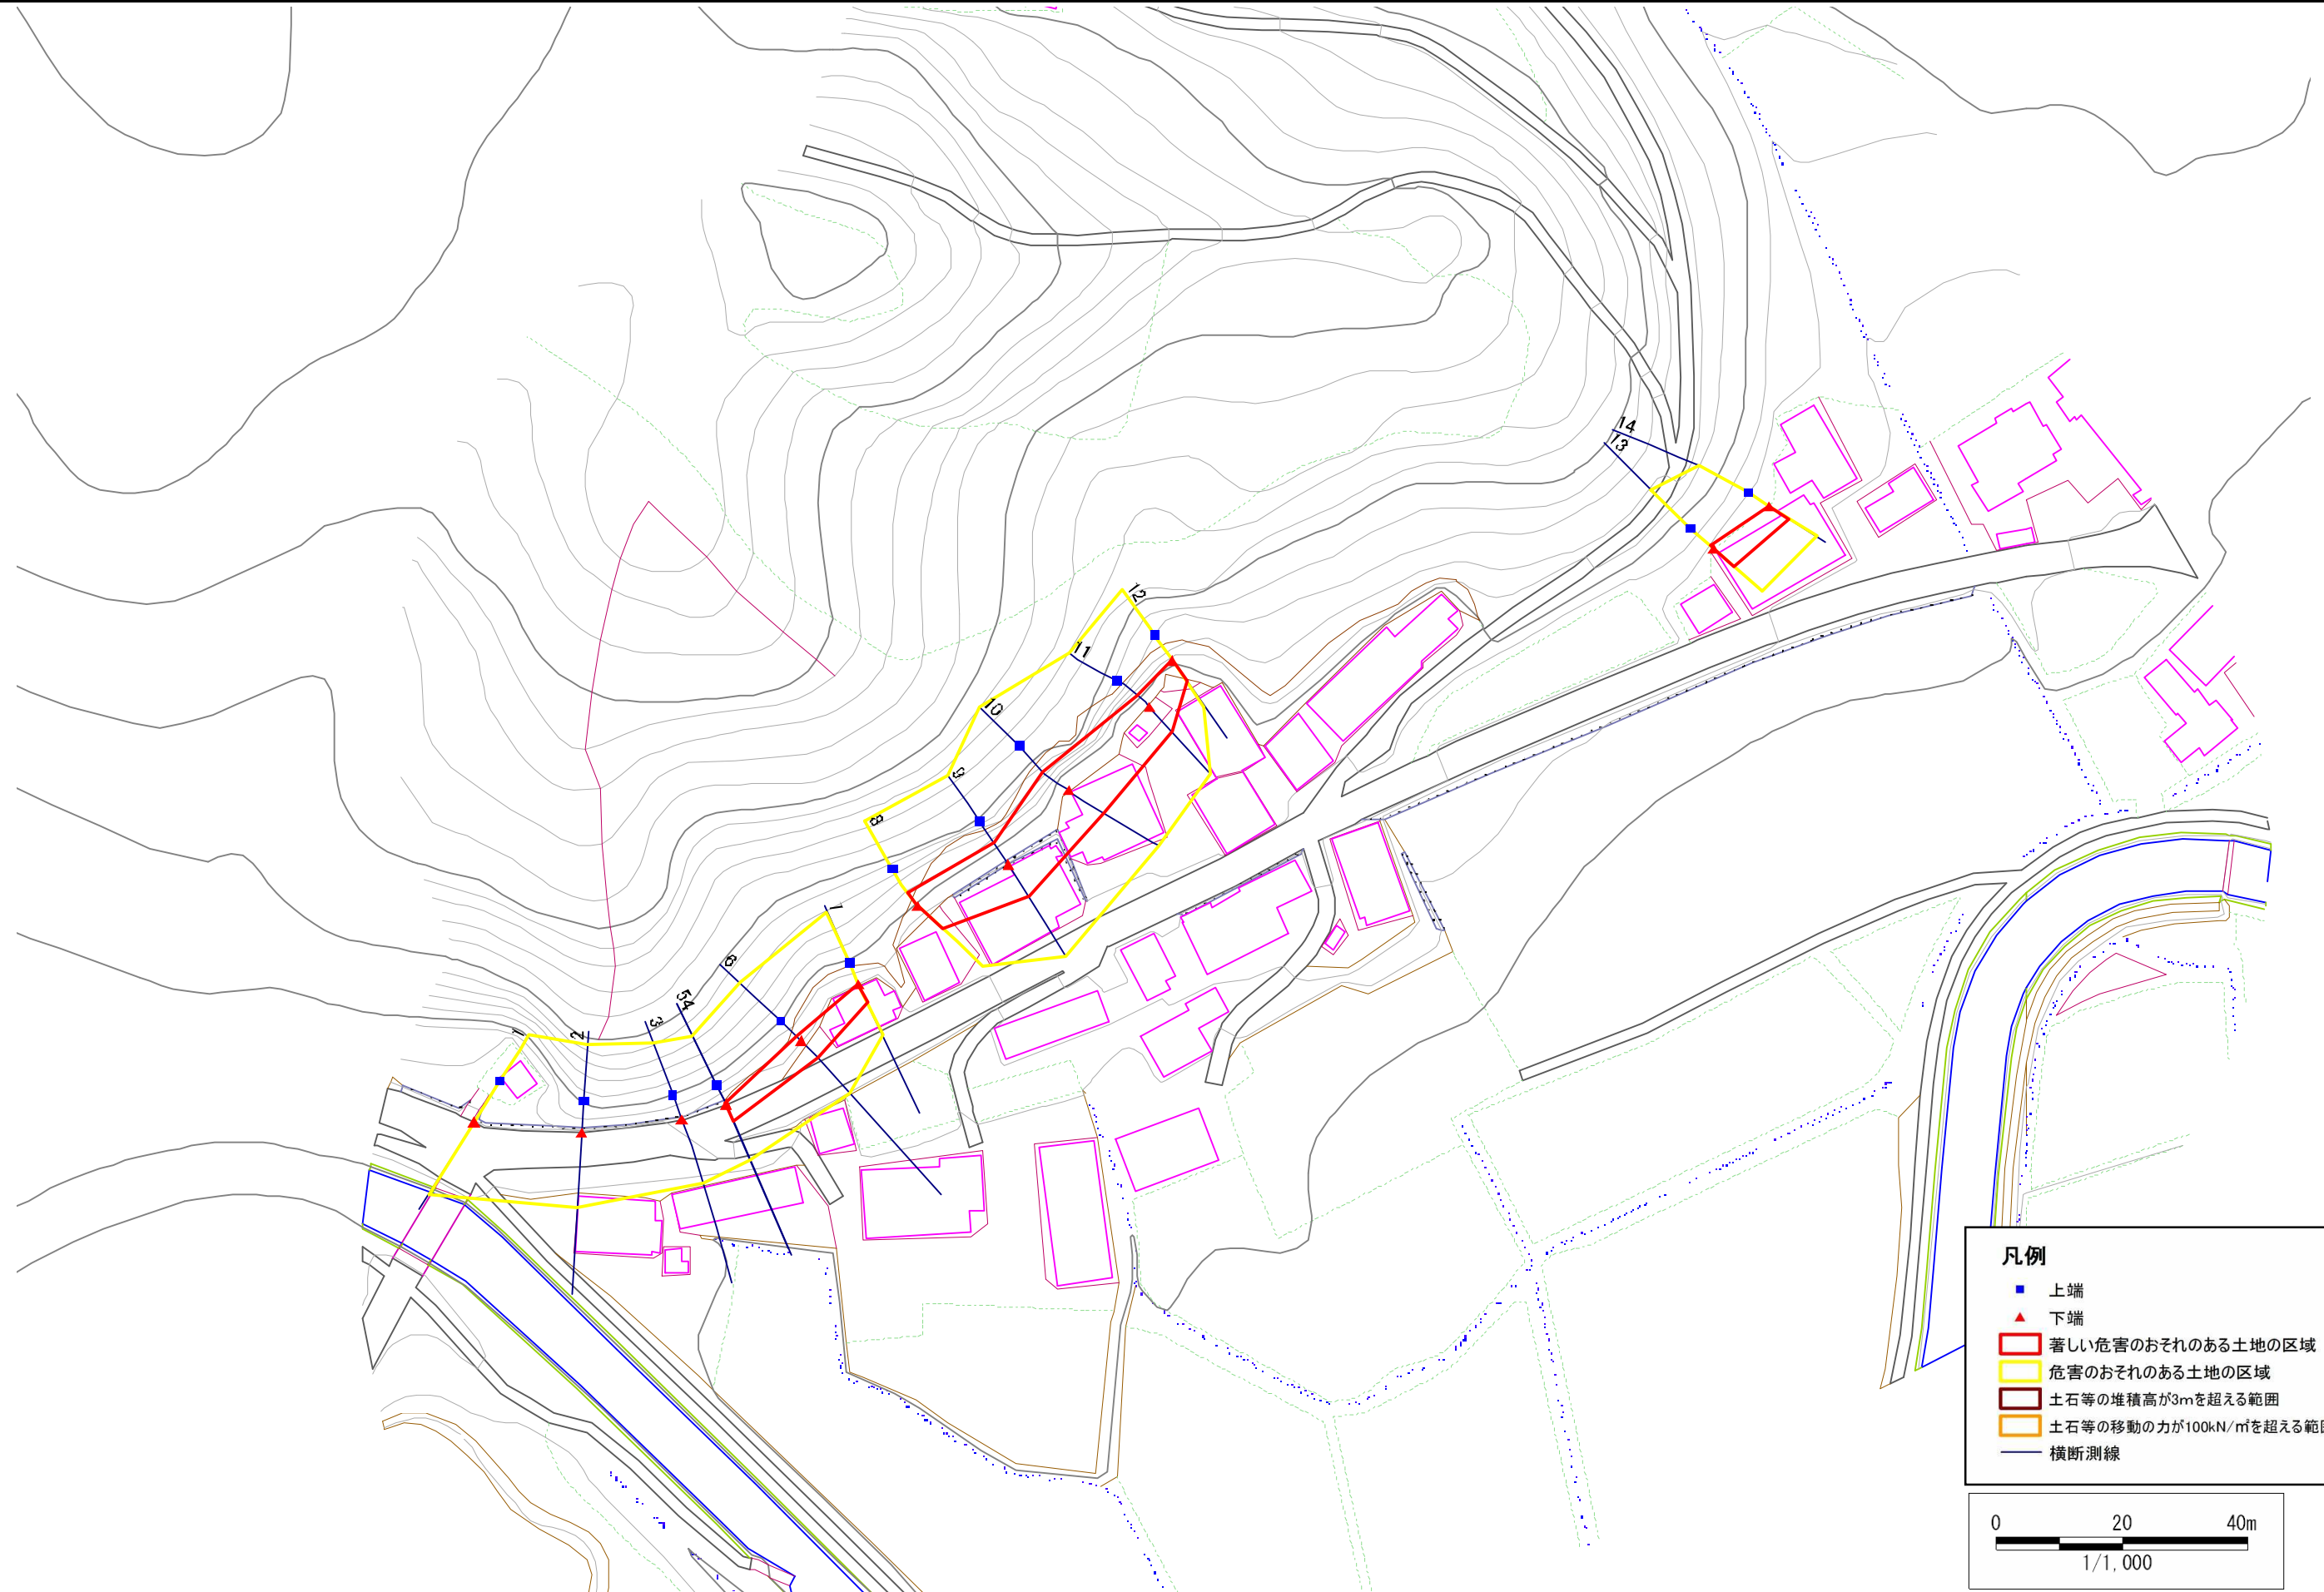 14
13
12
11
10
9
8
7
6
54
3
2
1
凡例
上端
下端
著しい危害のおそれのある土地の区域
危害のおそれのある土地の区域
土石等の堆積高が3mを超える範囲
土石等の移動の力が100kN/㎡を超える範
横断測線
0 20 40m
1/1,000